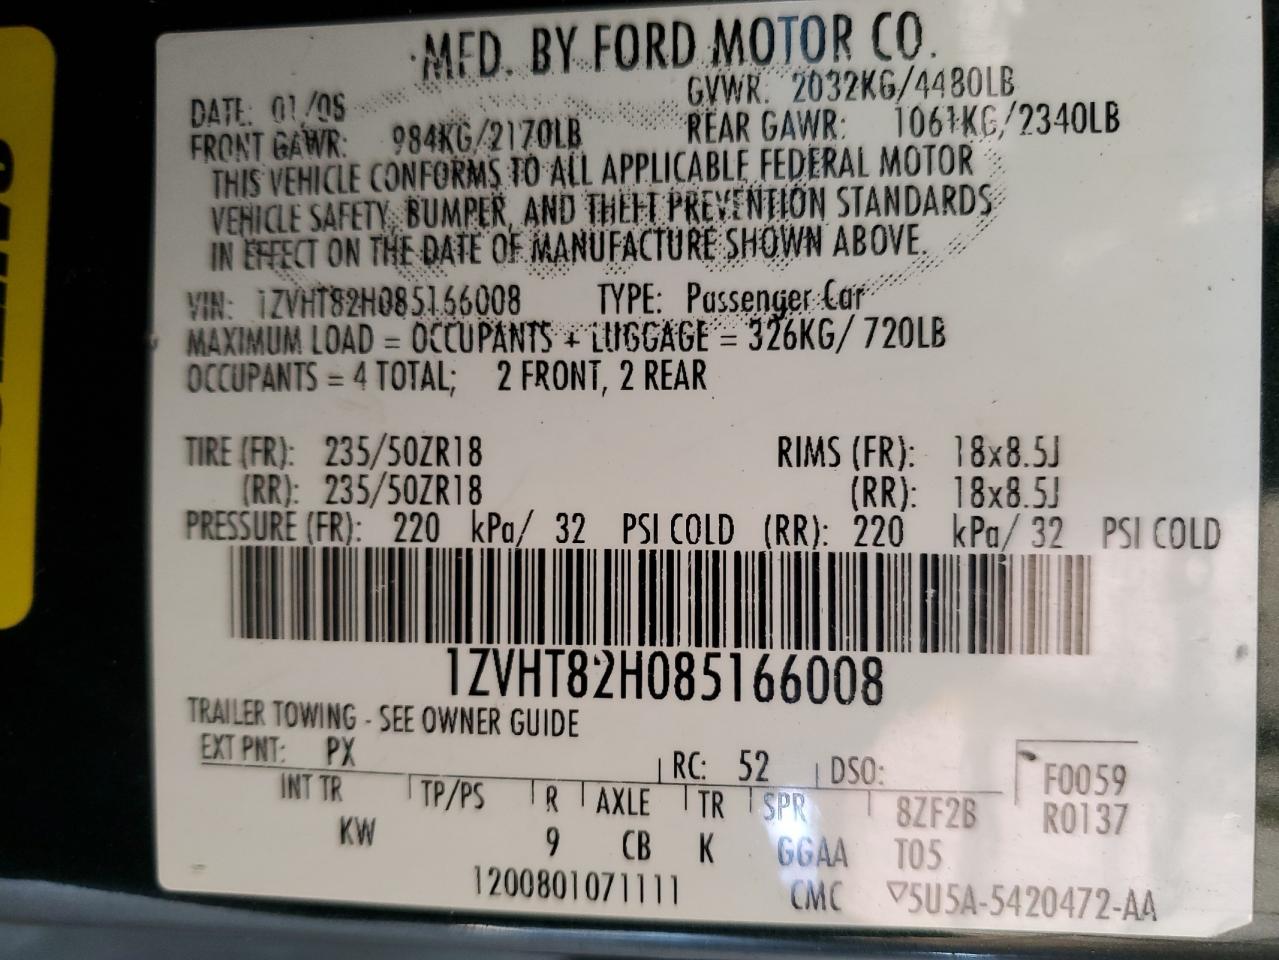 MFD. BY FORD MOTOR CO.
DATE: 01/08 GVWR: 2032KG/4480LB
FRONT GAWR: 984KG/2170LB REAR GAWR: 1061KG/2340LB
THIS VEHICLE CONFORMS TO ALL APPLICABLE FEDERAL MOTOR
VEHICLE SAFETY, BUMPER, AND THEFT PREVENTION STANDARDS
IN EFFECT ON THE DATE OF MANUFACTURE SHOWN ABOVE.
VIN: 1ZVHT82H085166008 TYPE: Passenger Car
MAXIMUM LOAD = OCCUPANTS + LUGGAGE = 326KG/ 720LB
OCCUPANTS = 4 TOTAL; 2 FRONT, 2 REAR
TIRE (FR): 235/50ZR18 RIMS (FR): 18x8.5J
(RR): 235/50ZR18 (RR): 18x8.5J
PRESSURE (FR): 220 kPa/ 32 PSI COLD (RR): 220 kPa/ 32 PSI COLD
1ZVHT82H085166008
TRAILER TOWING - SEE OWNER GUIDE
EXT PNT: PX RC: 52 DSO: F0059
INT TR TP/PS R AXLE TR SPR 8ZF2B R0137
KW 9 CB K GGAA T05
1200801071111 CMC ▽5U5A-5420472-AA